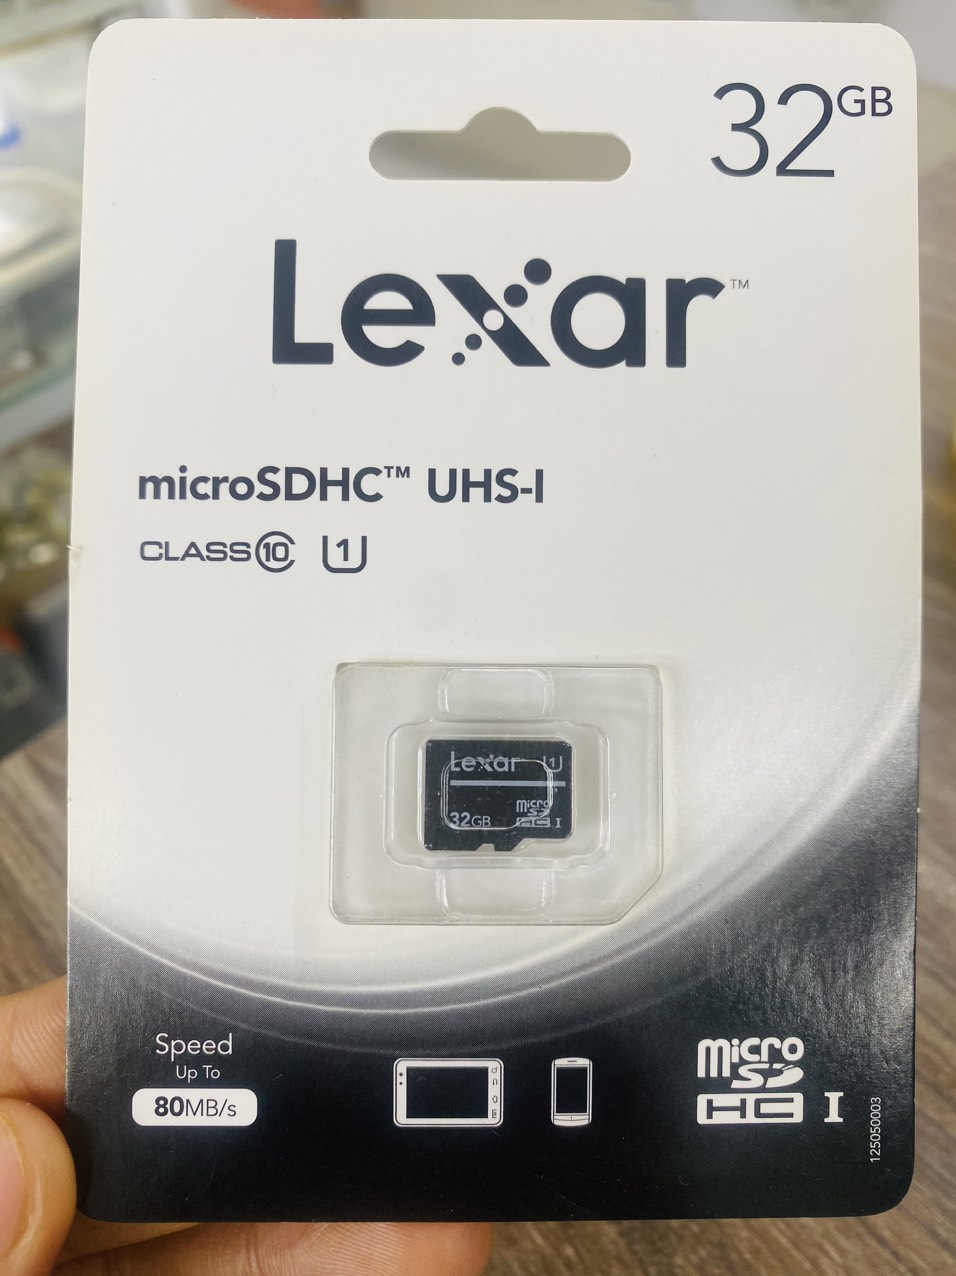 32GB
Lexar™
microSDHC™ UHS-I
CLASS 10 U1
Lexar U1
micro SD
32GB HC I
Speed
Up To
80MB/s
micro SD
HC I
125050003